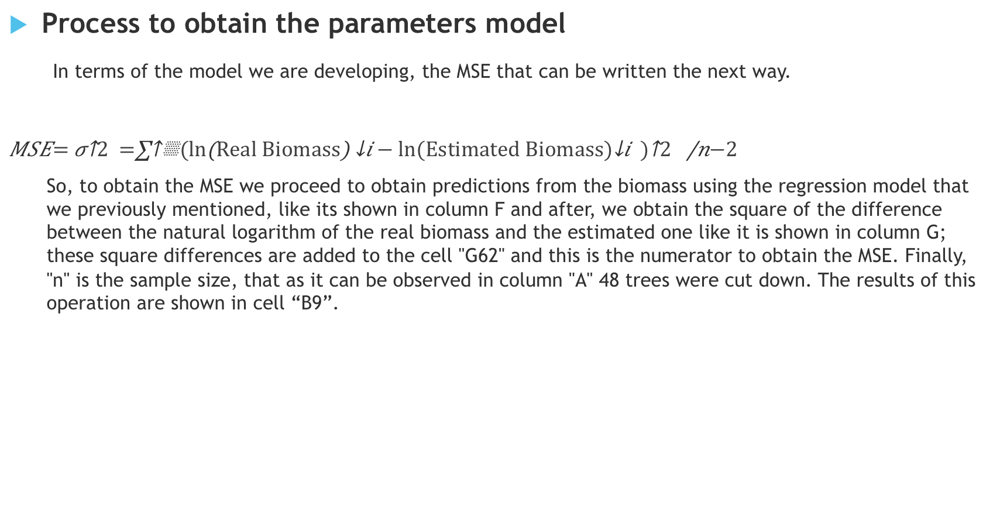 Process to obtain the parameters model
In terms of the model we are developing, the MSE that can be written the next way.
MSE= σ↑2 =∑↑▒(ln(Real Biomass) ↓i − ln(Estimated Biomass)↓i )↑2 /n−2
So, to obtain the MSE we proceed to obtain predictions from the biomass using the regression model that
we previously mentioned, like its shown in column F and after, we obtain the square of the difference
between the natural logarithm of the real biomass and the estimated one like it is shown in column G;
these square differences are added to the cell "G62" and this is the numerator to obtain the MSE. Finally,
"n" is the sample size, that as it can be observed in column "A" 48 trees were cut down. The results of this
operation are shown in cell “B9”.